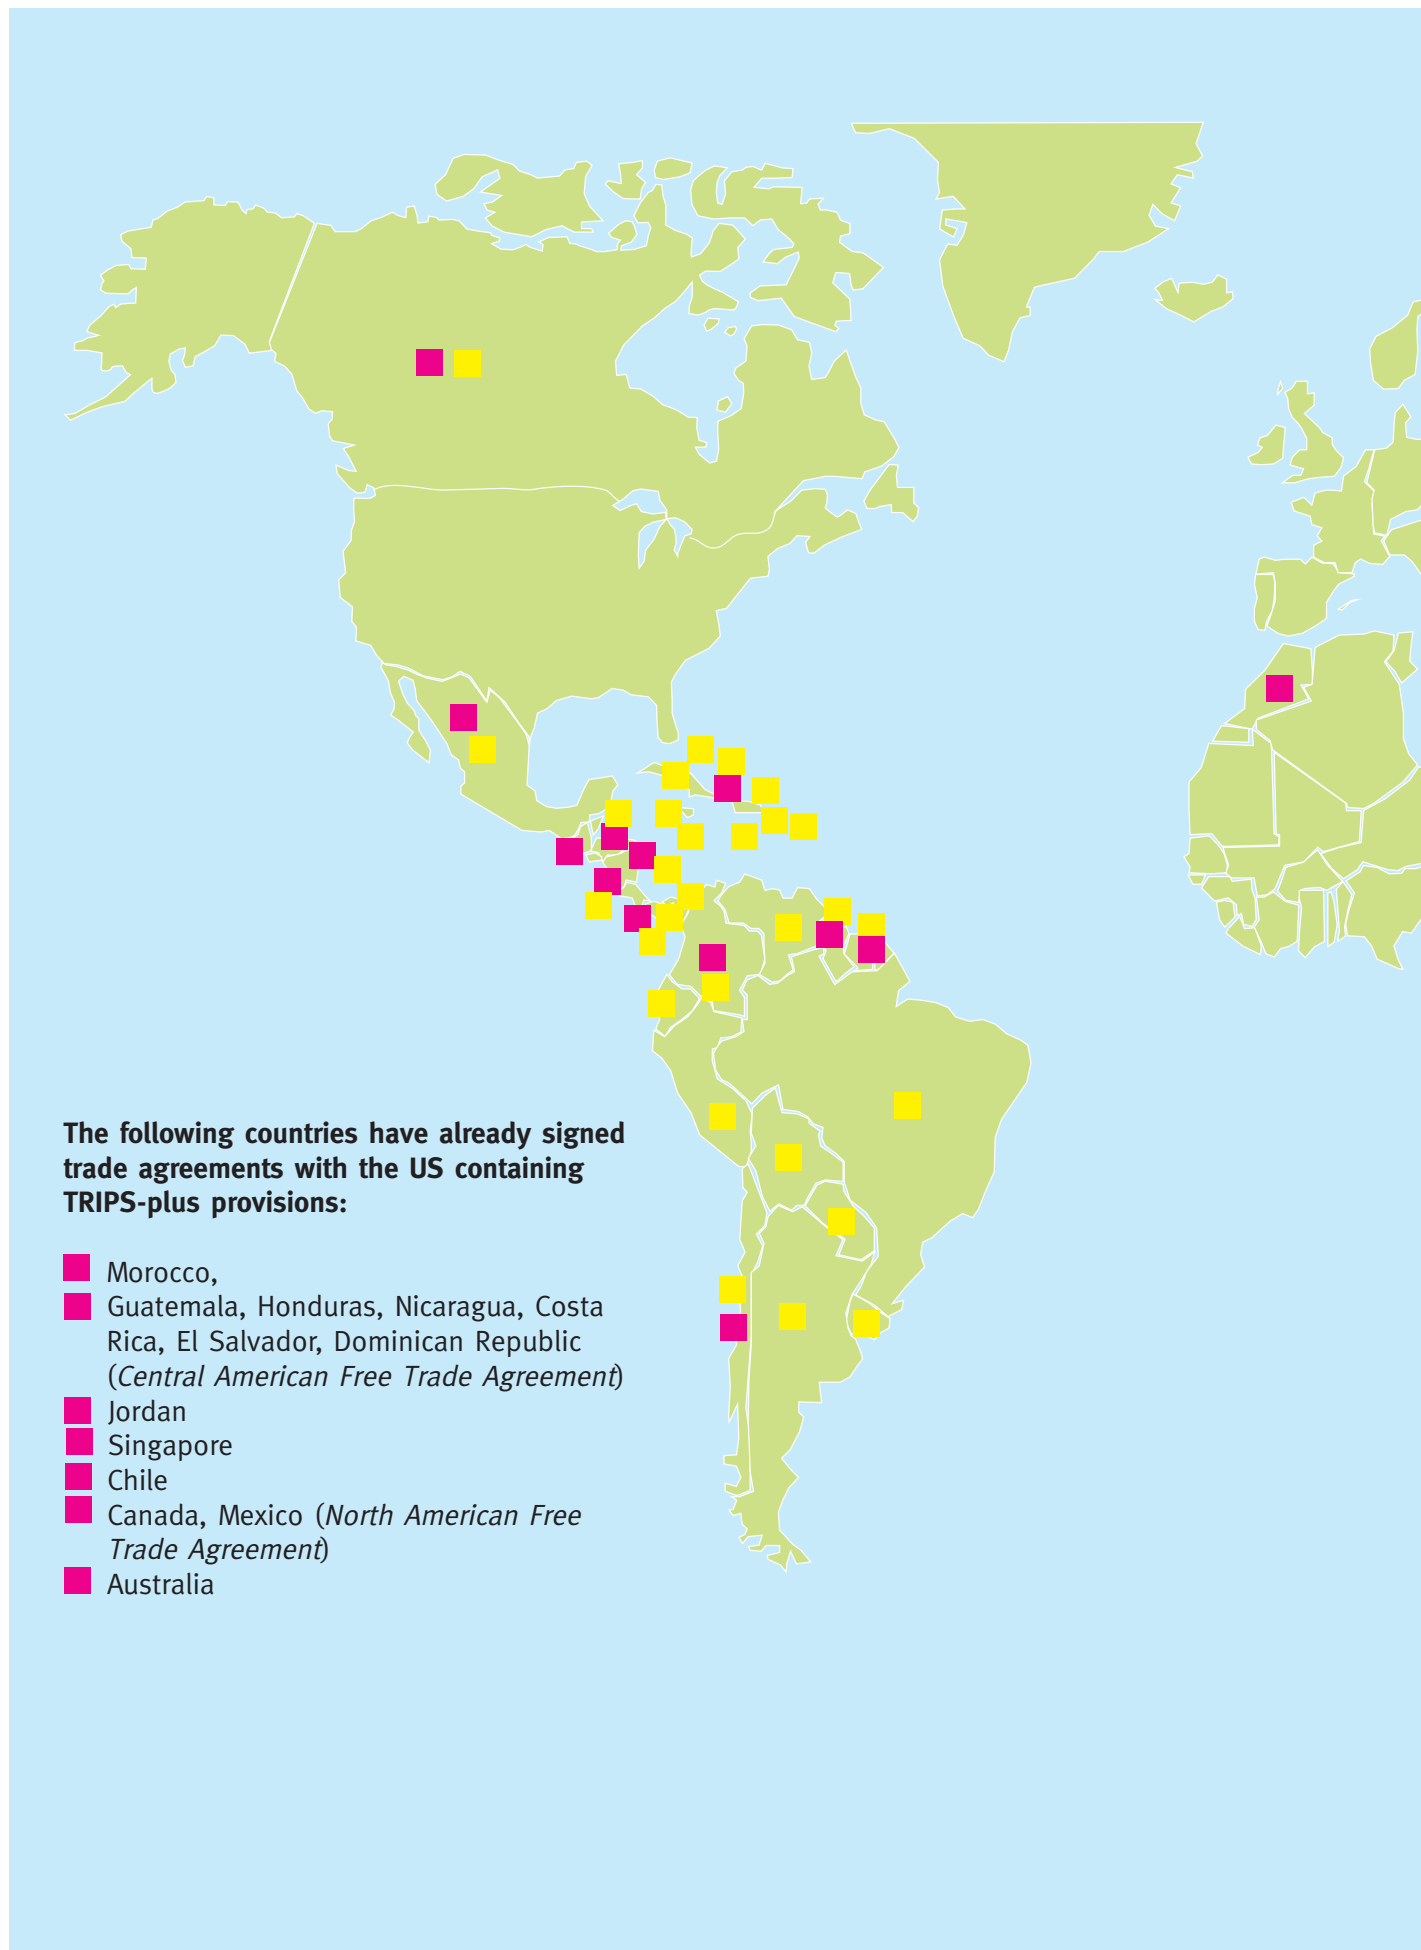 The following countries have already signed
trade agreements with the US containing
TRIPS-plus provisions:
Morocco,
Guatemala, Honduras, Nicaragua, Costa
Rica, El Salvador, Dominican Republic
(Central American Free Trade Agreement)
Jordan
Singapore
Chile
Canada, Mexico (North American Free
Trade Agreement)
Australia